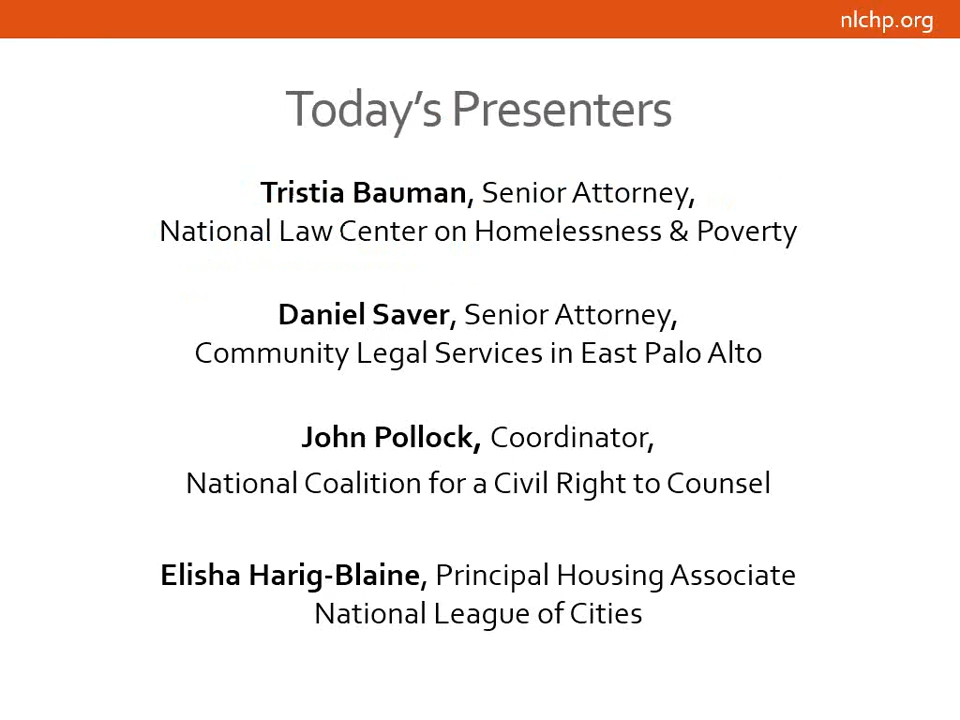 nlchp.org
Today's Presenters
Tristia Bauman, Senior Attorney,
National Law Center on Homelessness & Poverty
Daniel Saver, Senior Attorney,
Community Legal Services in East Palo Alto
John Pollock, Coordinator,
National Coalition for a Civil Right to Counsel
Elisha Harig-Blaine, Principal Housing Associate
National League of Cities